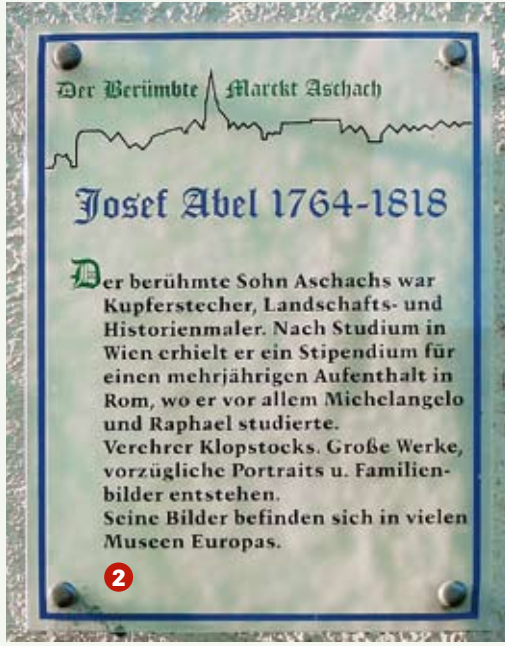 Der Berümbte Marckt Aschach
Josef Abel 1764-1818
Der berühmte Sohn Aschachs war
Kupferstecher, Landschafts- und
Historienmaler. Nach Studium in
Wien erhielt er ein Stipendium für
einen mehrjährigen Aufenthalt in
Rom, wo er vor allem Michelangelo
und Raphael studierte.
Verehrer Klopstocks. Große Werke,
vorzügliche Portraits u. Familien-
bilder entstehen.
Seine Bilder befinden sich in vielen
Museen Europas.
2